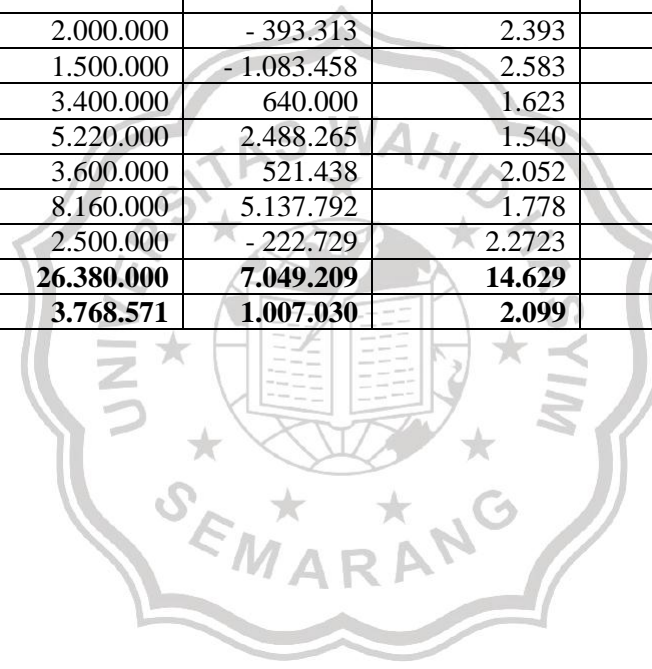 2.000.000 - 393.313 2.393
1.500.000 - 1.083.458 2.583
3.400.000 640.000 1.623
5.220.000 2.488.265 1.540
3.600.000 521.438 2.052
8.160.000 5.137.792 1.778
2.500.000 - 222.729 2.2723
26.380.000 7.049.209 14.629
3.768.571 1.007.030 2.099
UNIVERSITAS WAHID HASYIM
SEMARANG